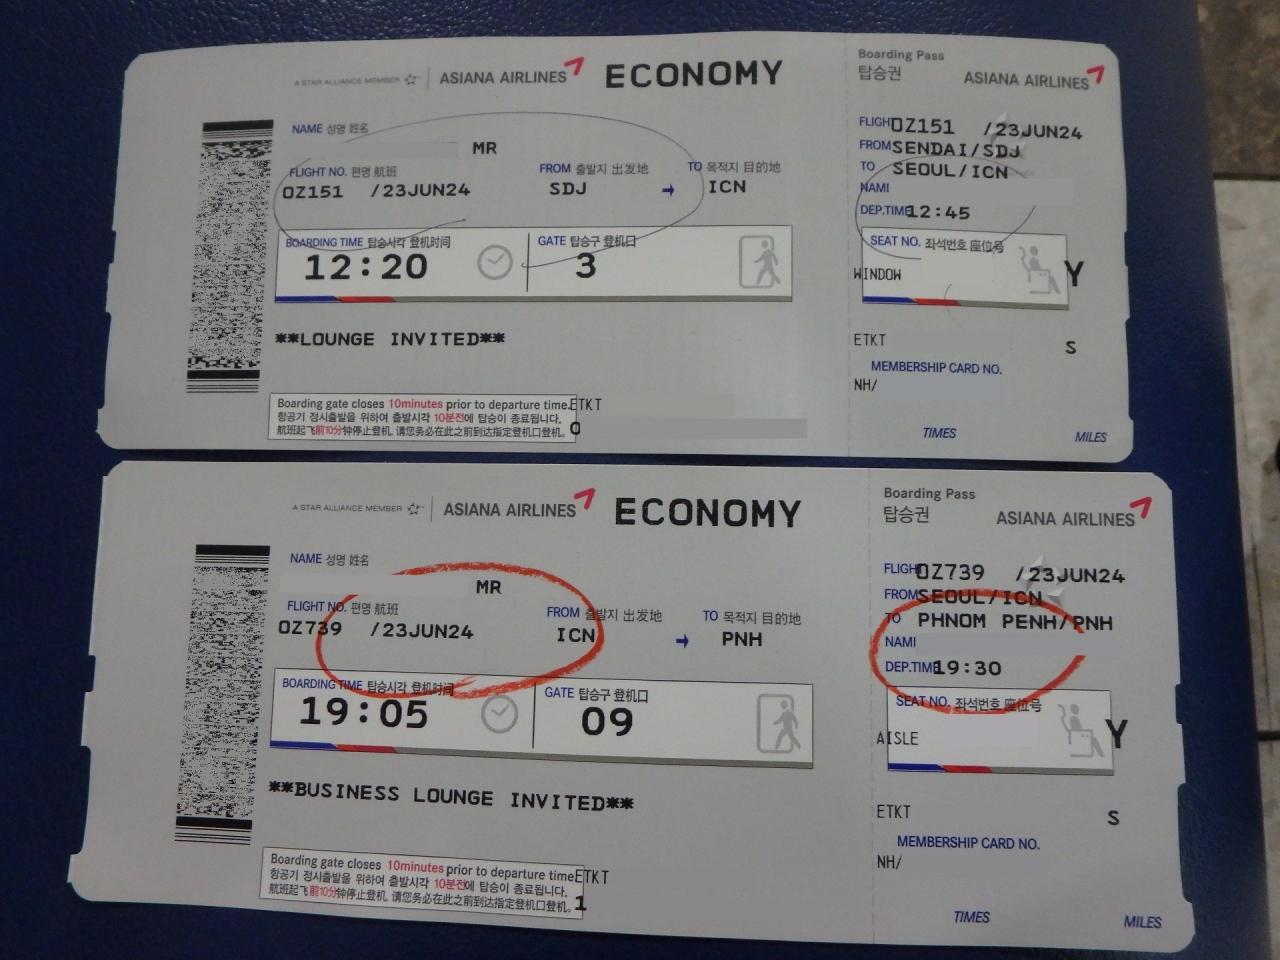 A STAR ALLIANCE MEMBER ASIANA AIRLINES ECONOMY
NAME 성명 姓名
MR
FLIGHT NO. 편명 航班 FROM 출발지 出发地 TO 목적지 目的地
OZ151 /23JUN24 SDJ → ICN
BOARDING TIME 탑승시각 登机时间 GATE 탑승구 登机口
12:20 3
**LOUNGE INVITED**
Boarding gate closes 10minutes prior to departure time. ETKT
항공기 정시출발을 위하여 출발시각 10분전에 탑승이 종료됩니다.
航班起飞前10分钟停止登机, 请您务必在此之前到达指定登机口登机。 0
Boarding Pass
탑승권 ASIANA AIRLINES
FLIGHT OZ151 /23JUN24
FROM SENDAI/SDJ
TO SEOUL/ICN
NAME
DEP.TIME 12:45
SEAT NO. 좌석번호 座位号
WINDOW Y
ETKT S
MEMBERSHIP CARD NO.
NH/
TIMES MILES
A STAR ALLIANCE MEMBER ASIANA AIRLINES ECONOMY
NAME 성명 姓名
MR
FLIGHT NO. 편명 航班 FROM 출발지 出发地 TO 목적지 目的地
OZ739 /23JUN24 ICN → PNH
BOARDING TIME 탑승시각 登机时间 GATE 탑승구 登机口
19:05 09
**BUSINESS LOUNGE INVITED**
Boarding gate closes 10minutes prior to departure time. ETKT
항공기 정시출발을 위하여 출발시각 10분전에 탑승이 종료됩니다.
航班起飞前10分钟停止登机, 请您务必在此之前到达指定登机口登机。 1
Boarding Pass
탑승권 ASIANA AIRLINES
FLIGHT OZ739 /23JUN24
FROM SEOUL/ICN
TO PHNOM PENH/PNH
NAME
DEP.TIME 19:30
SEAT NO. 좌석번호 座位号
AISLE Y
ETKT S
MEMBERSHIP CARD NO.
NH/
TIMES MILES